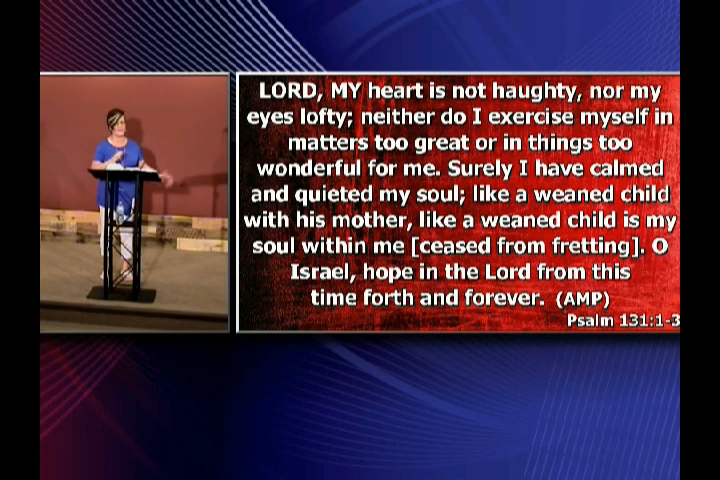 LORD, MY heart is not haughty, nor my
eyes lofty; neither do I exercise myself in
matters too great or in things too
wonderful for me. Surely I have calmed
and quieted my soul; like a weaned child
with his mother, like a weaned child is my
soul within me [ceased from fretting]. O
Israel, hope in the Lord from this
time forth and forever. (AMP)
Psalm 131:1-3